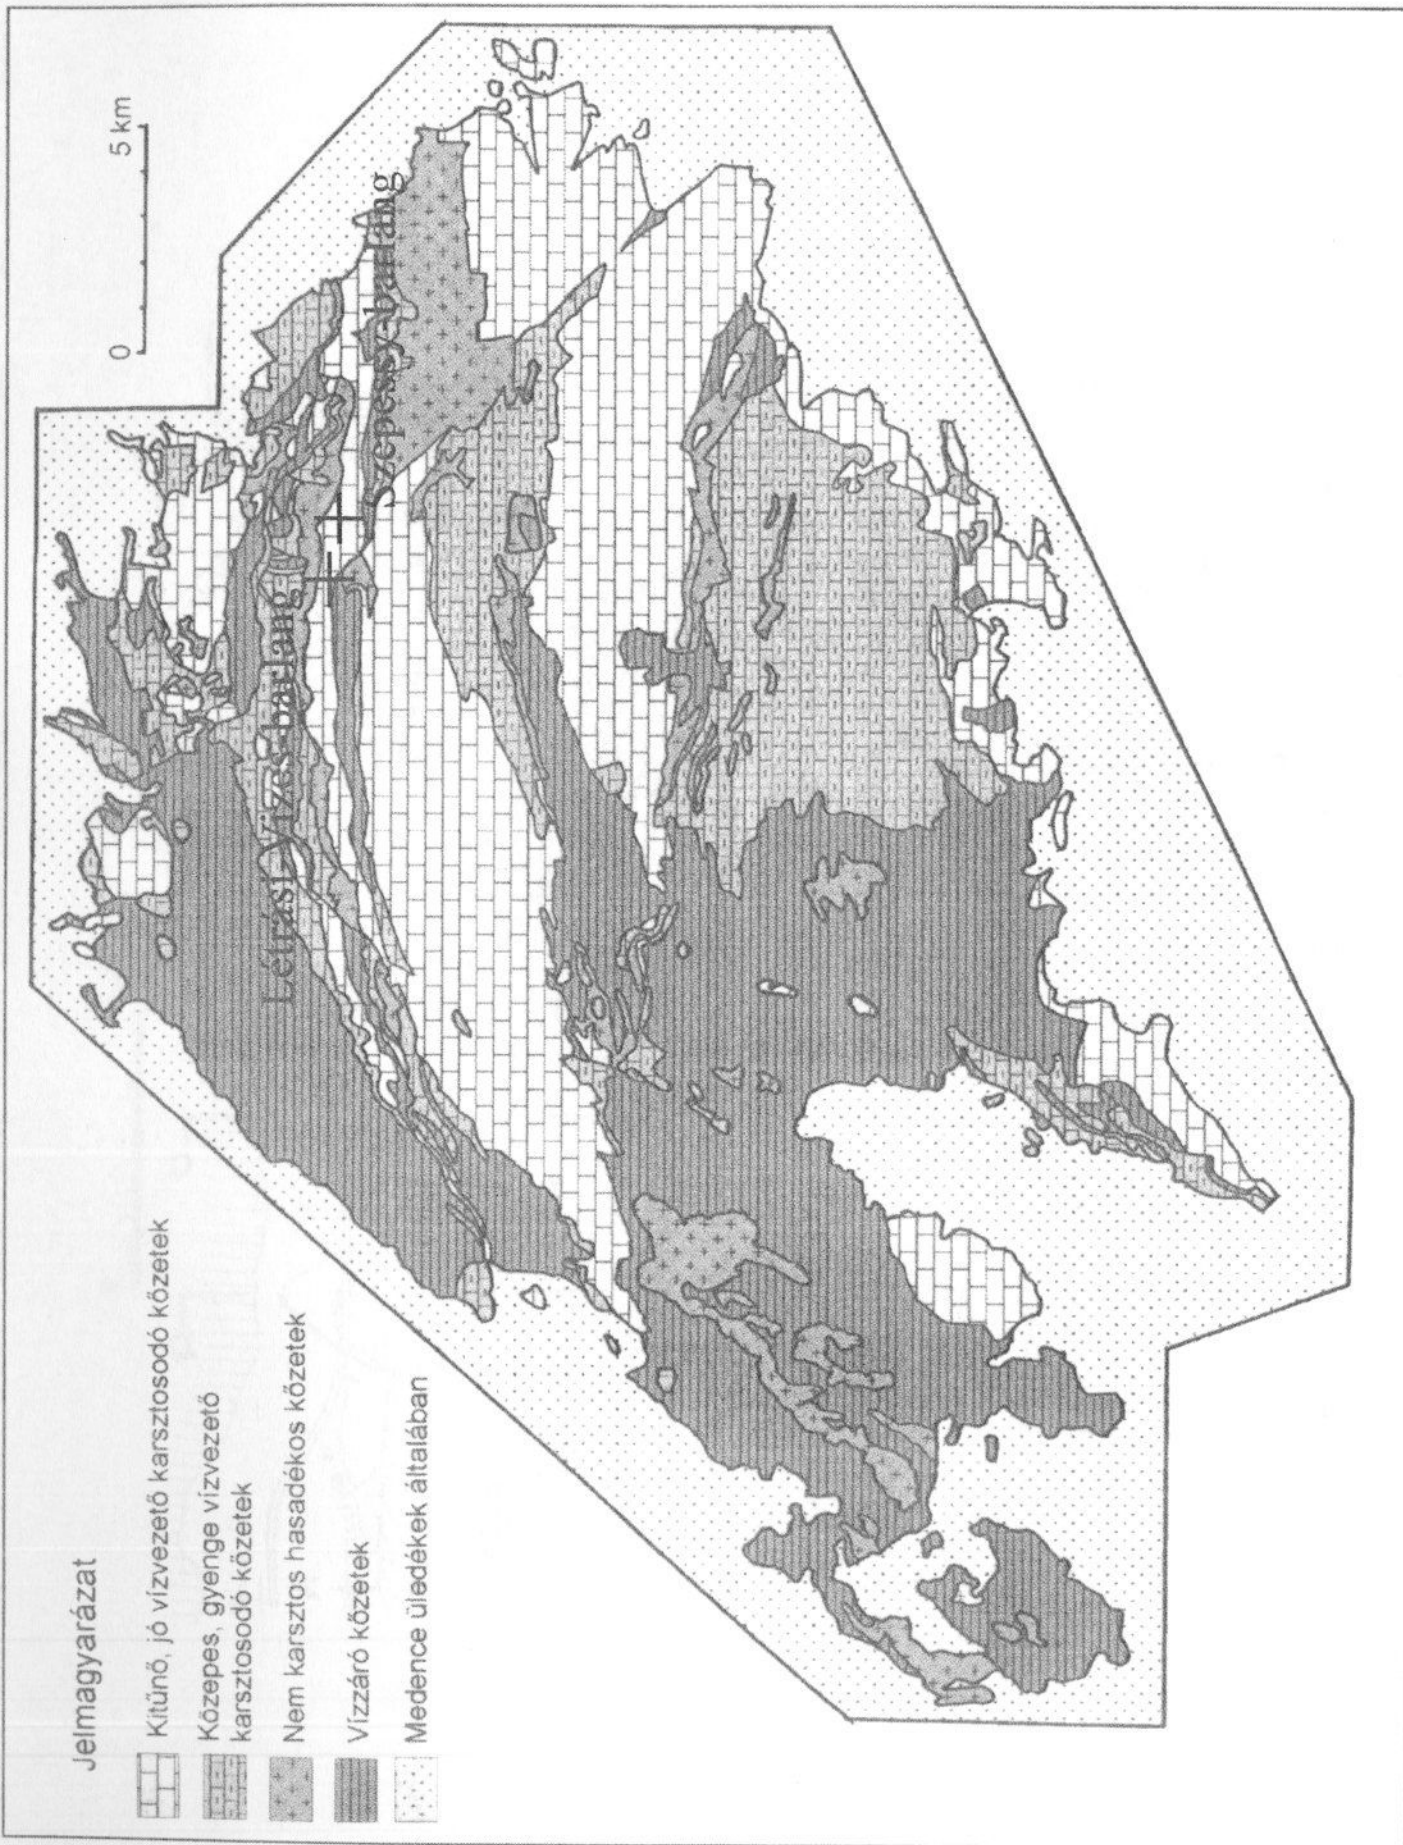 Jelmagyarázat
Kitűnő, jó vízvezető karsztosodó kőzetek
Közepes, gyenge vízvezető
karsztosodó kőzetek
Nem karsztos hasadékos kőzetek
Vízzáró kőzetek
Medence üledékek általában
Létrási-Vizes-barlang
Szepessy-barlang
0 5 km